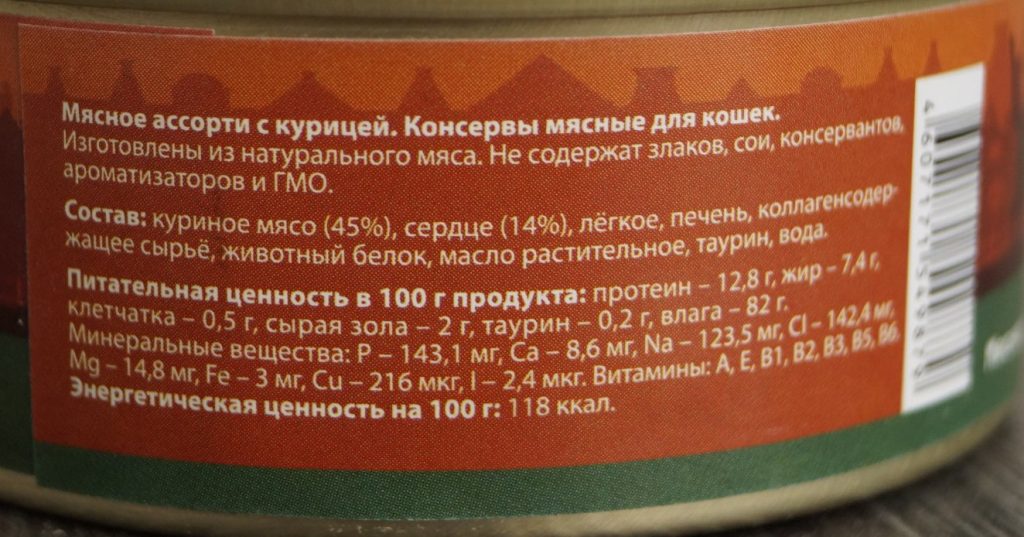 Мясное ассорти с курицей. Консервы мясные для кошек.
Изготовлены из натурального мяса. Не содержат злаков, сои, консервантов,
ароматизаторов и ГМО.
Состав: куриное мясо (45%), сердце (14%), лёгкое, печень, коллагенсодер-
жащее сырьё, животный белок, масло растительное, таурин, вода.
Питательная ценность в 100 г продукта: протеин – 12,8 г, жир – 7,4 г,
клетчатка – 0,5 г, сырая зола – 2 г, таурин – 0,2 г, влага – 82 г.
Минеральные вещества: P – 143,1 мг, Ca – 8,6 мг, Na – 123,5 мг, Cl – 142,4 мг,
Mg – 14,8 мг, Fe – 3 мг, Cu – 216 мкг, I – 2,4 мкг. Витамины: A, E, B1, B2, B3, B5, B6.
Энергетическая ценность на 100 г: 118 ккал.